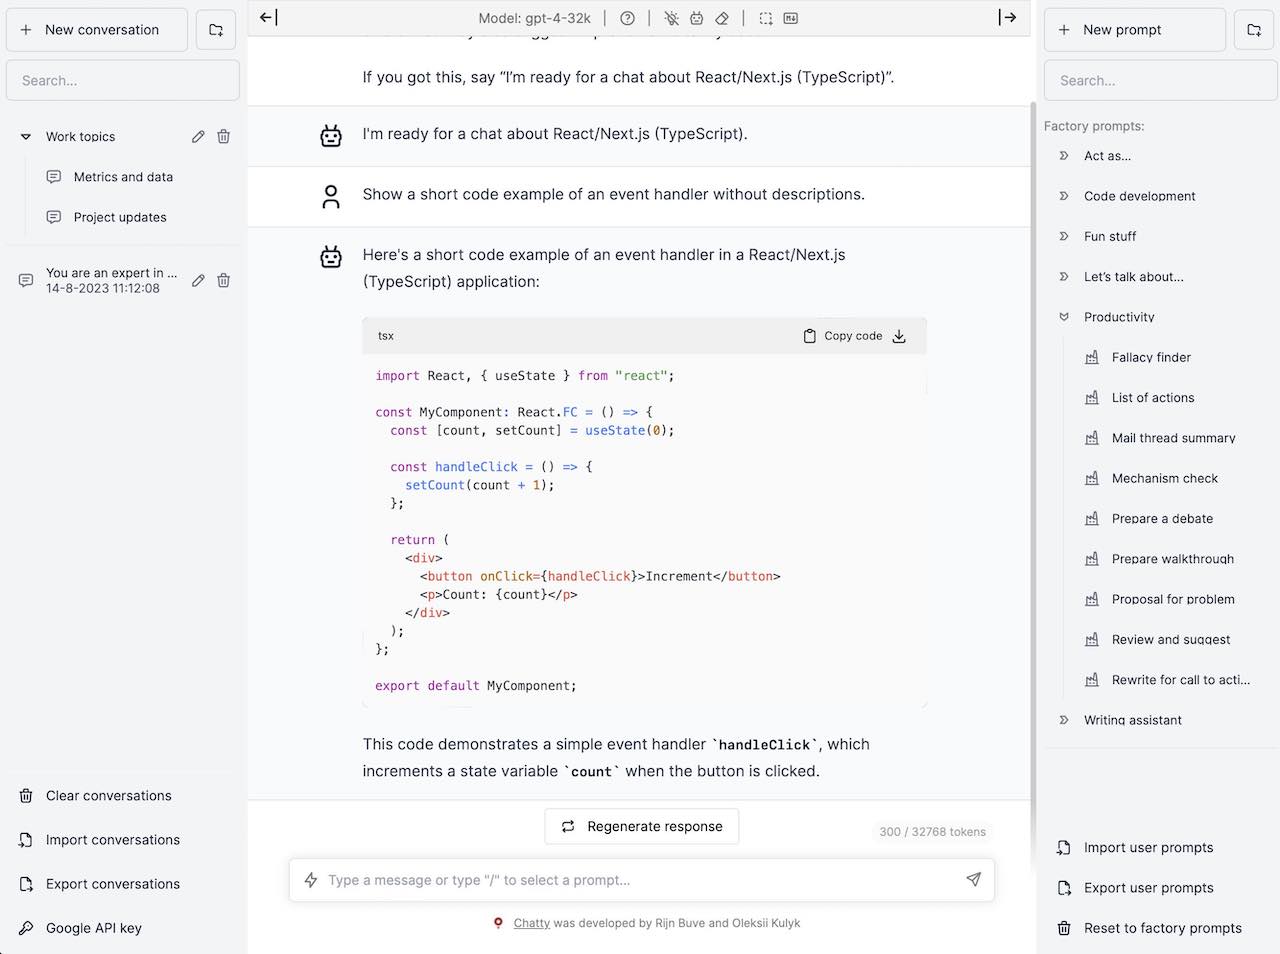 New conversation
Search...
Work topics
Metrics and data
Project updates
You are an expert in ...
14-8-2023 11:12:08
Clear conversations
Import conversations
Export conversations
Google API key
Model: gpt-4-32k
If you got this, say “I’m ready for a chat about React/Next.js (TypeScript)”.
I'm ready for a chat about React/Next.js (TypeScript).
Show a short code example of an event handler without descriptions.
Here's a short code example of an event handler in a React/Next.js
(TypeScript) application:
tsx
Copy code
import React, { useState } from "react";
const MyComponent: React.FC = () => {
  const [count, setCount] = useState(0);
  const handleClick = () => {
    setCount(count + 1);
  };
  return (
    <div>
      <button onClick={handleClick}>Increment</button>
      <p>Count: {count}</p>
    </div>
  );
};
export default MyComponent;
This code demonstrates a simple event handler `handleClick`, which
increments a state variable `count` when the button is clicked.
Regenerate response
300 / 32768 tokens
Type a message or type "/" to select a prompt...
Chatty was developed by Rijn Buve and Oleksii Kulyk
New prompt
Search...
Factory prompts:
Act as...
Code development
Fun stuff
Let’s talk about...
Productivity
Fallacy finder
List of actions
Mail thread summary
Mechanism check
Prepare a debate
Prepare walkthrough
Proposal for problem
Review and suggest
Rewrite for call to acti...
Writing assistant
Import user prompts
Export user prompts
Reset to factory prompts